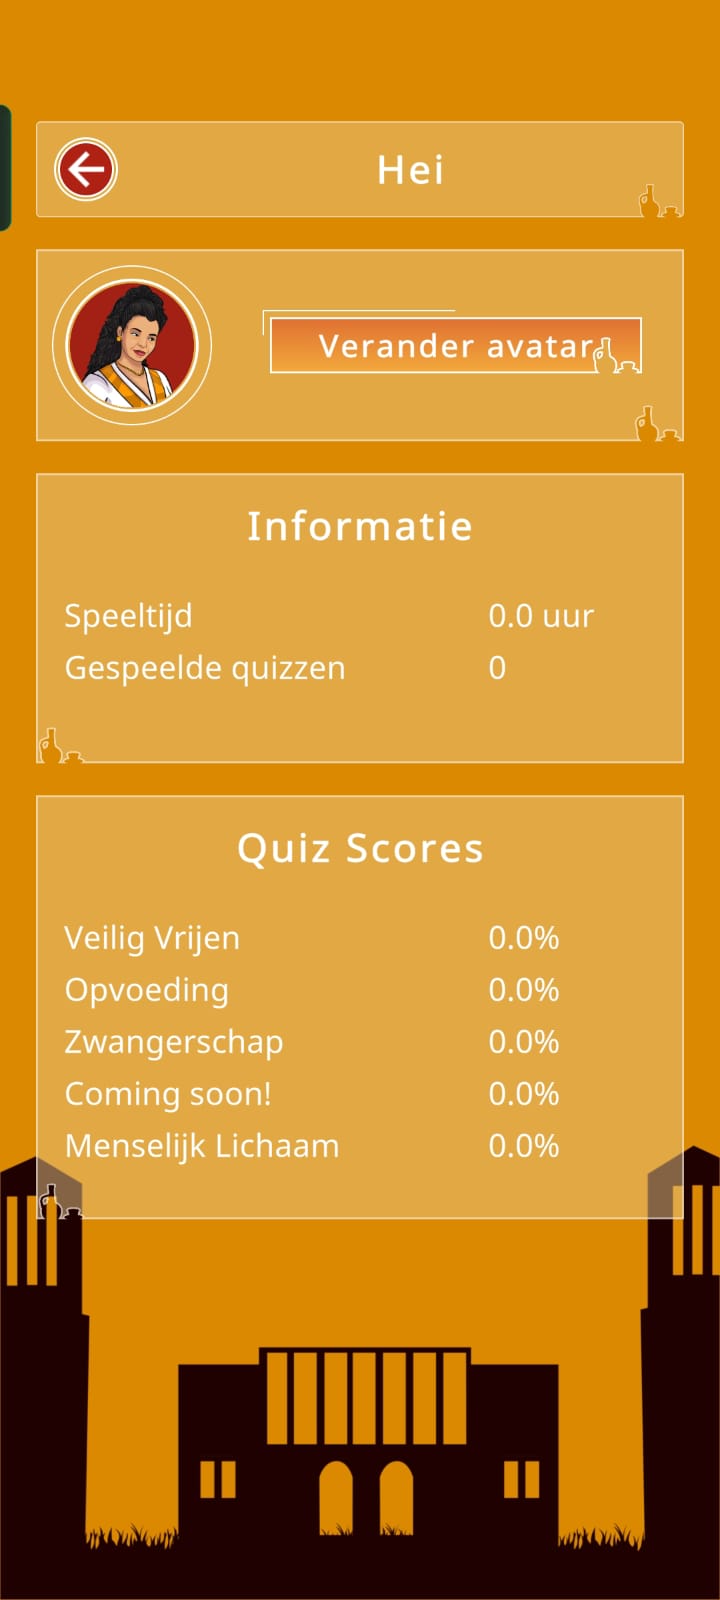 Hei
Verander avatar
Informatie
Speeltijd 0.0 uur
Gespeelde quizzen 0
Quiz Scores
Veilig Vrijen 0.0%
Opvoeding 0.0%
Zwangerschap 0.0%
Coming soon! 0.0%
Menselijk Lichaam 0.0%